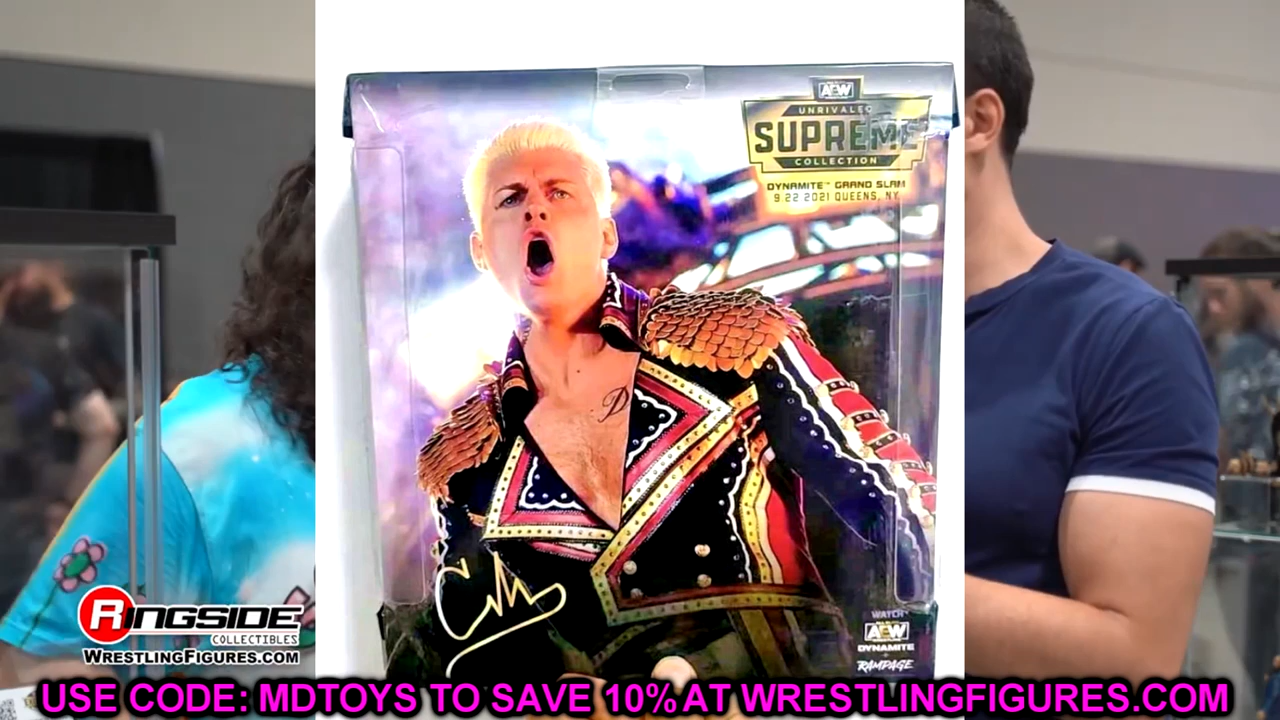 AEW
UNRIVALED
SUPREME
COLLECTION
DYNAMITE™ GRAND SLAM
9 22 2021 QUEENS, NY
D
WATCH
AEW
DYNAMITE
+
RAMPAGE
RINGSIDE
COLLECTIBLES
WRESTLINGFIGURES.COM
USE CODE: MDTOYS TO SAVE 10% AT WRESTLINGFIGURES.COM